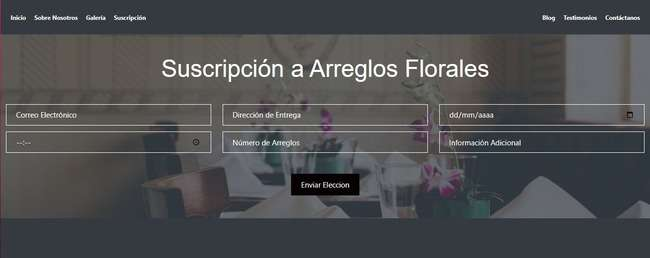 Inicio Sobre Nosotros Galería Suscripción Blog Testimonios Contáctanos
Suscripción a Arreglos Florales
Correo Electrónico Dirección de Entrega dd/mm/aaaa
--:-- Número de Arreglos Información Adicional
Enviar Eleccion